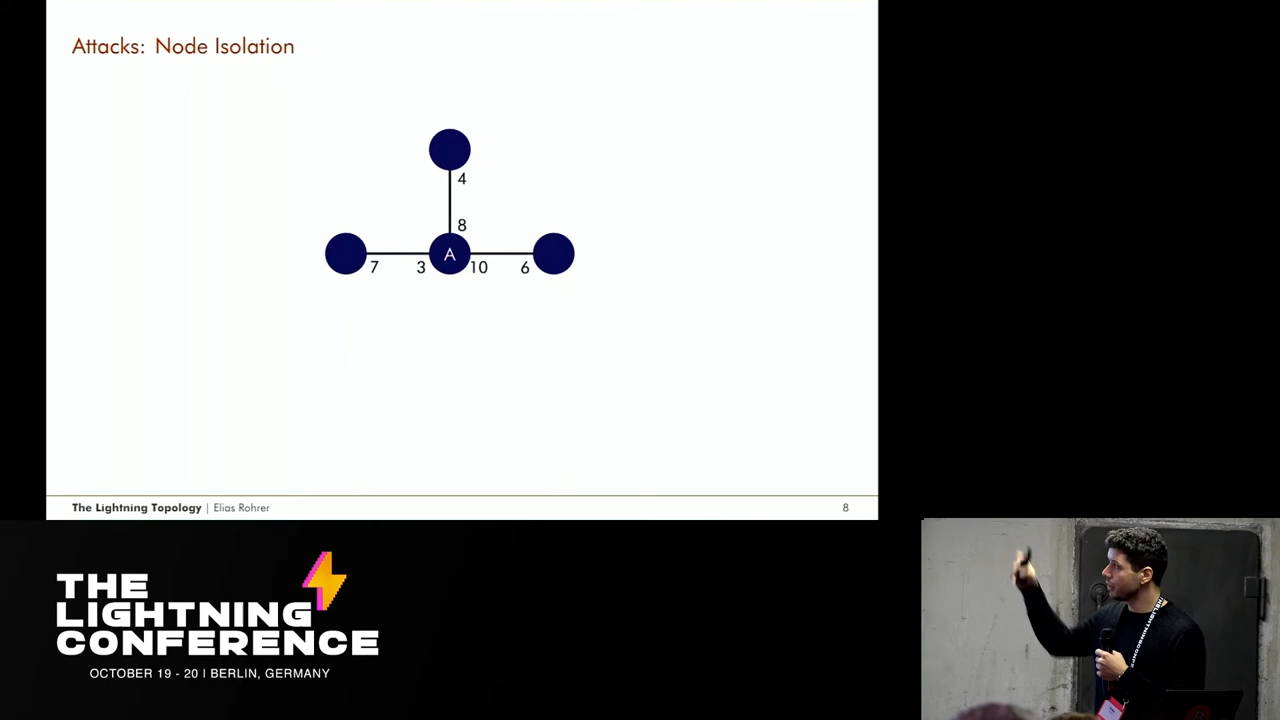 Attacks: Node Isolation
4
8
A
7 3 10 6
The Lightning Topology | Elias Rohrer 8
THE
LIGHTNING
CONFERENCE
OCTOBER 19 - 20 | BERLIN, GERMANY